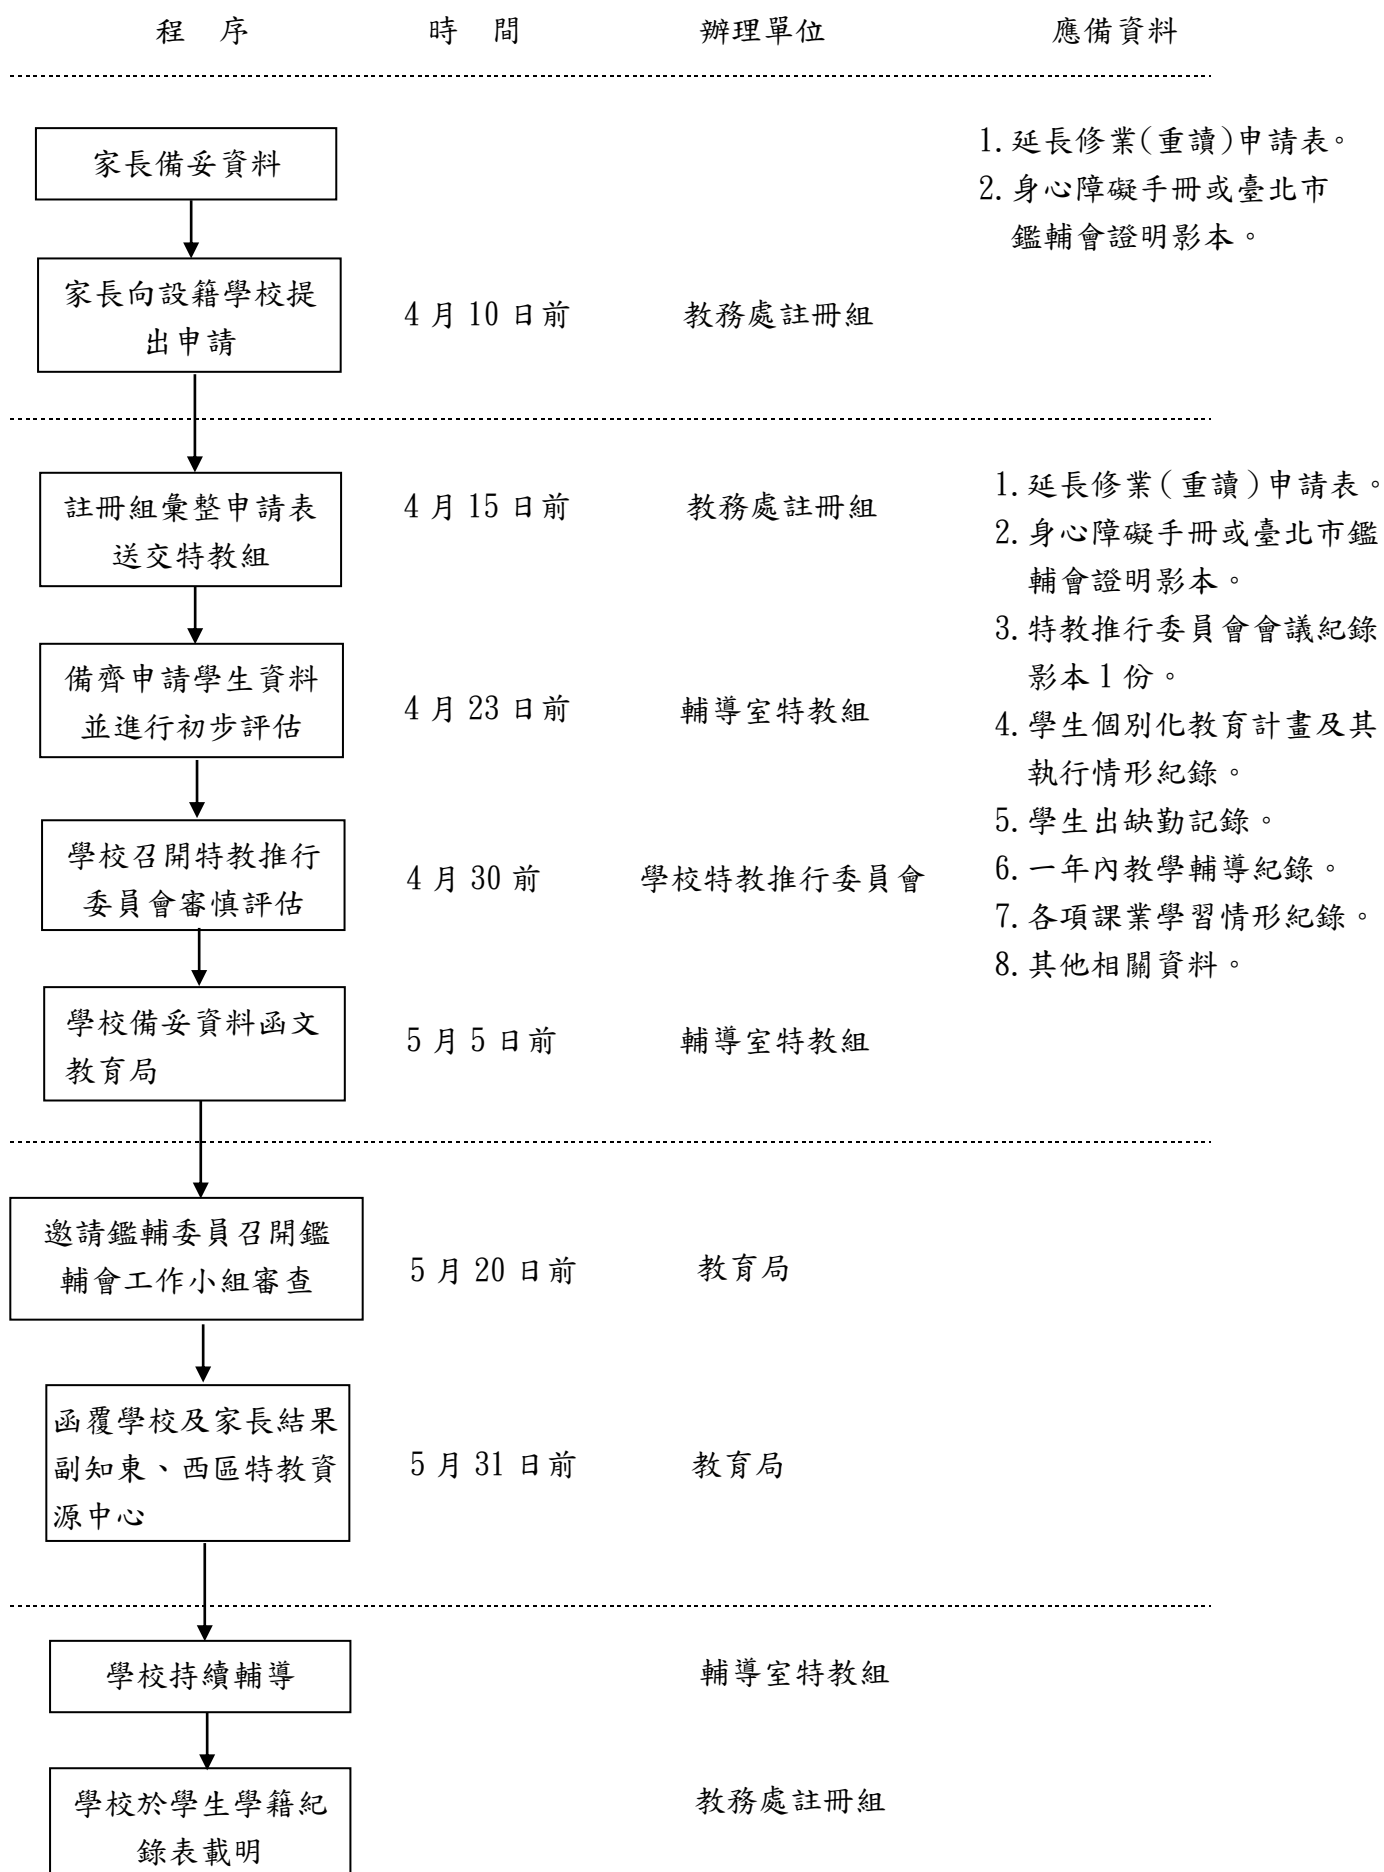 程　序　時　間　辦理單位　應備資料
家長備妥資料
1.延長修業(重讀)申請表。
2.身心障礙手冊或臺北市
鑑輔會證明影本。
家長向設籍學校提
出申請
4 月 10 日前
教務處註冊組
註冊組彙整申請表
送交特教組
4 月 15 日前
教務處註冊組
1.延長修業(重讀)申請表。
2.身心障礙手冊或臺北市鑑
輔會證明影本。
3.特教推行委員會會議紀錄
影本 1 份。
4.學生個別化教育計畫及其
執行情形紀錄。
5.學生出缺勤記錄。
6.一年內教學輔導紀錄。
7.各項課業學習情形紀錄。
8.其他相關資料。
備齊申請學生資料
並進行初步評估
4 月 23 日前
輔導室特教組
學校召開特教推行
委員會審慎評估
4 月 30 前
學校特教推行委員會
學校備妥資料函文
教育局
5 月 5 日前
輔導室特教組
邀請鑑輔委員召開鑑
輔會工作小組審查
5 月 20 日前
教育局
函覆學校及家長結果
副知東、西區特教資
源中心
5 月 31 日前
教育局
學校持續輔導
輔導室特教組
學校於學生學籍紀
錄表載明
教務處註冊組